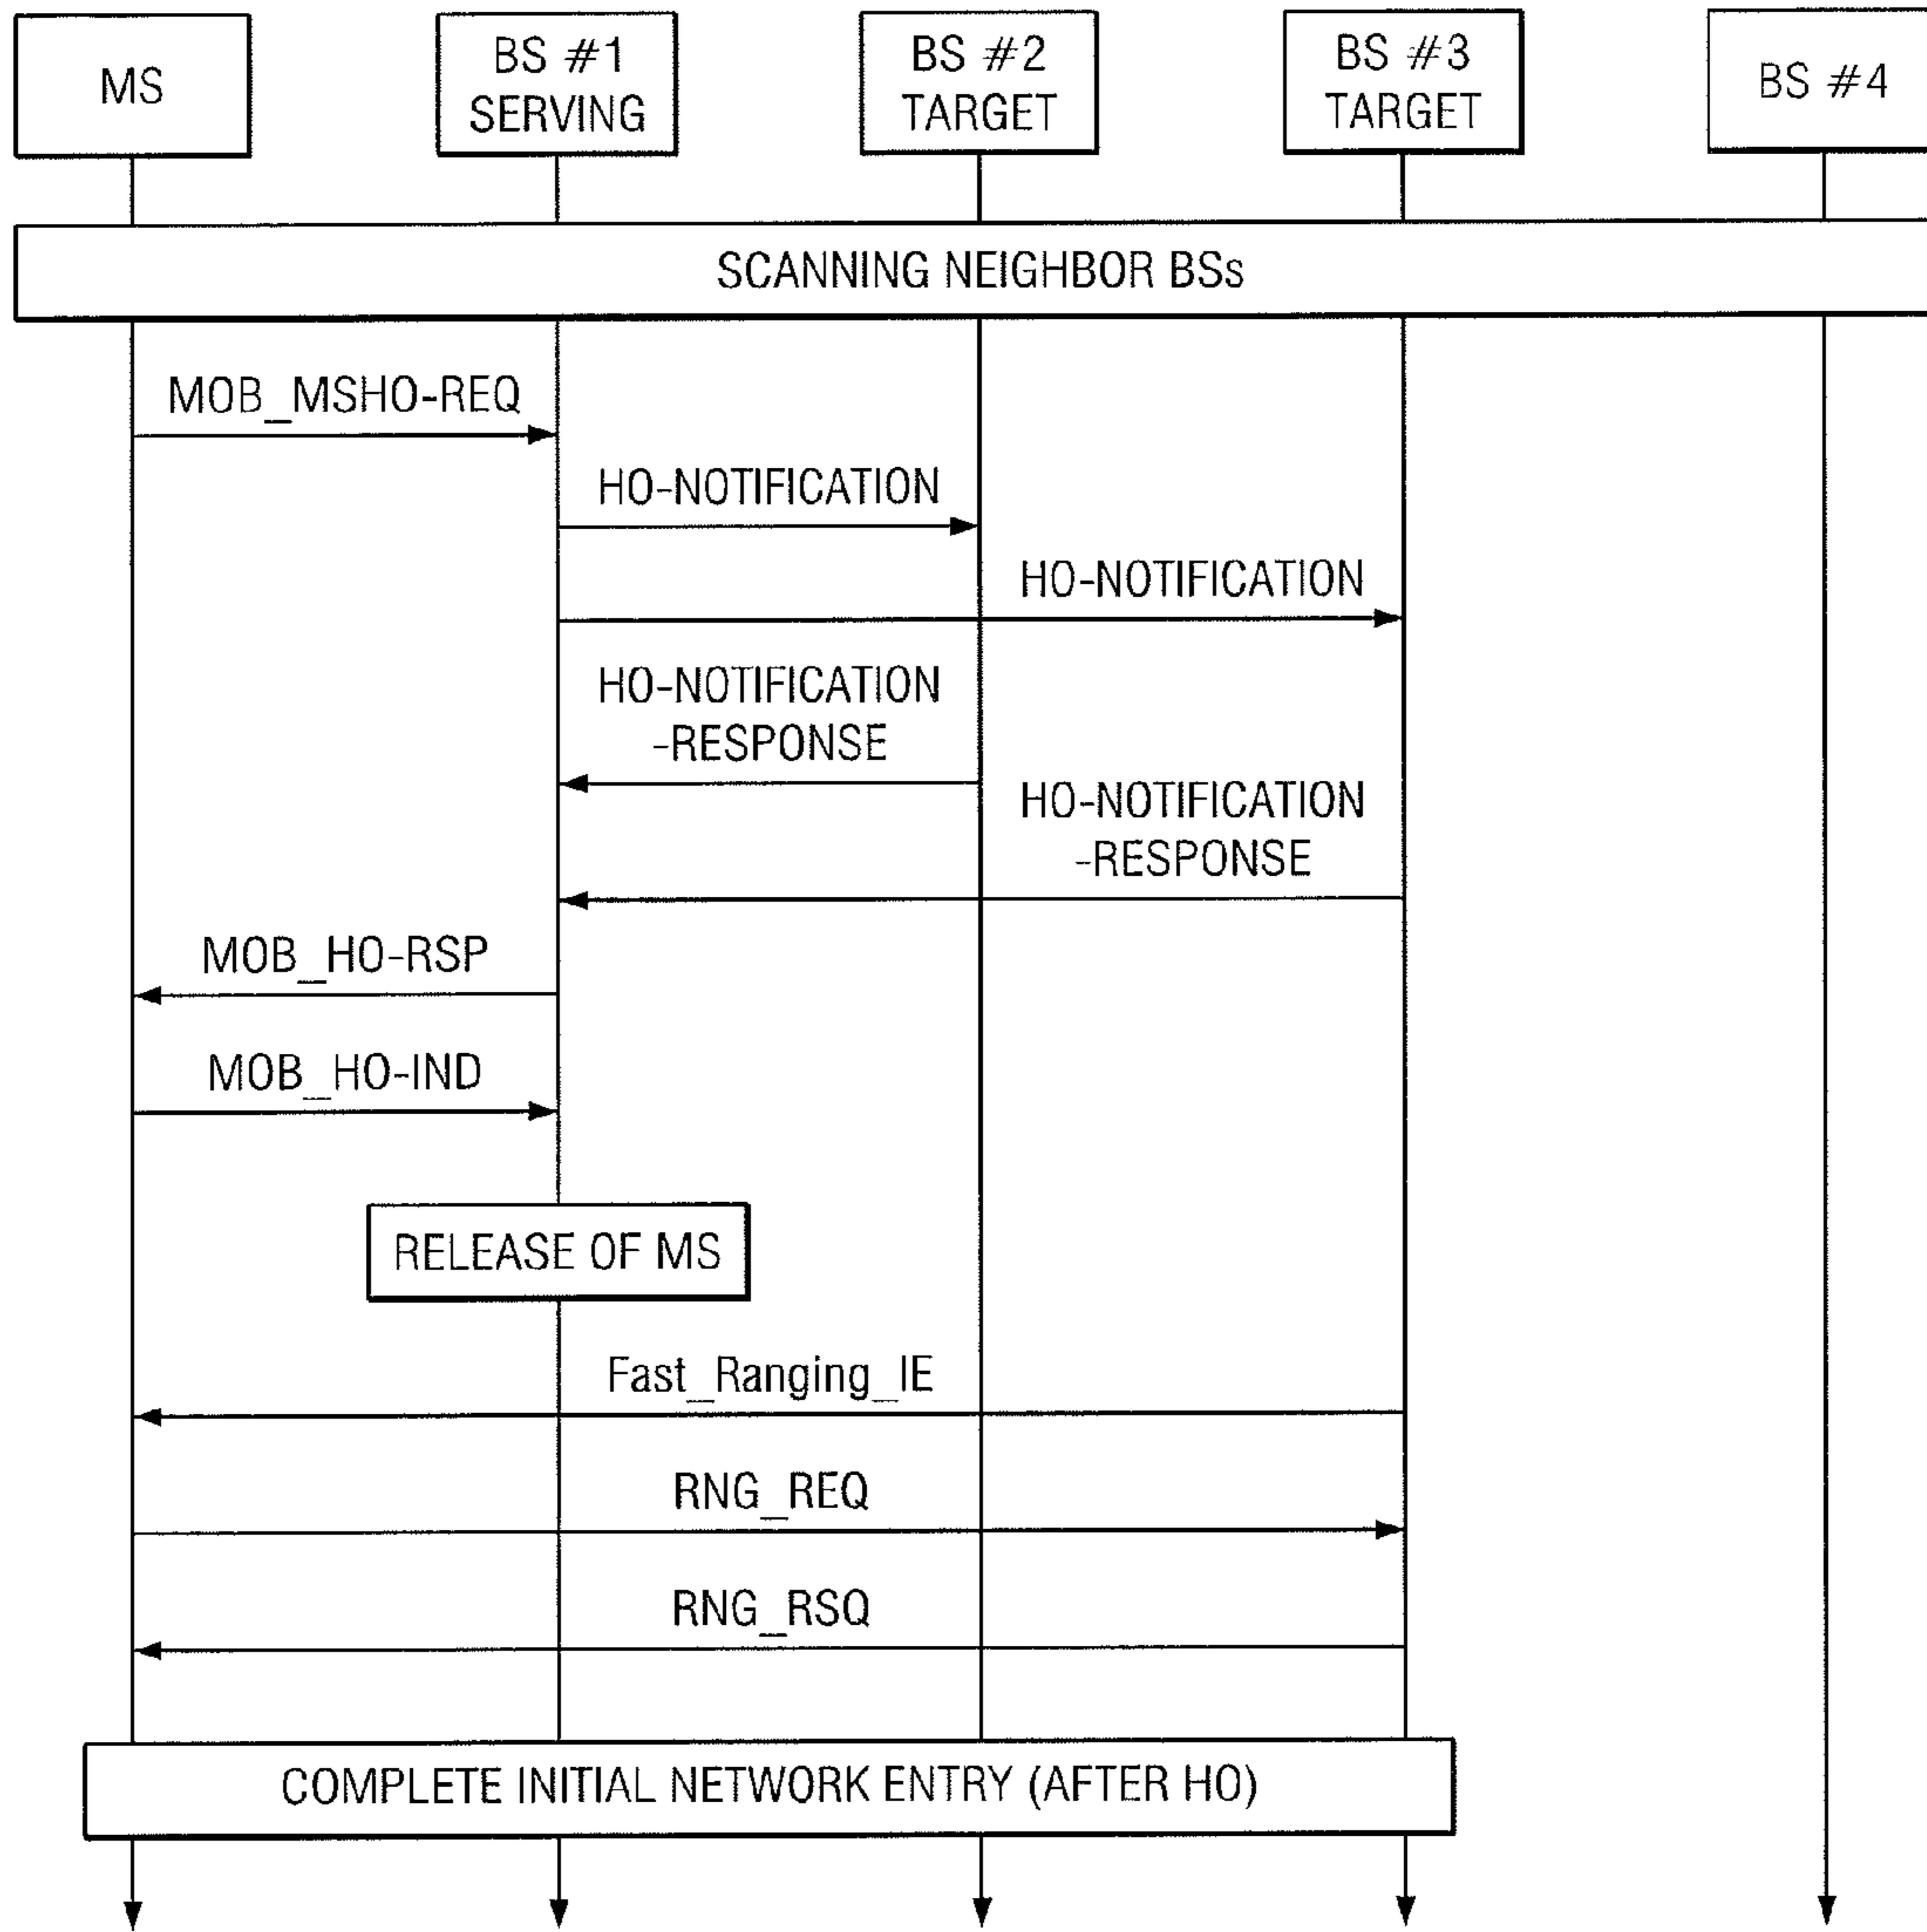 MS
BS #1
SERVING
BS #2
TARGET
BS #3
TARGET
BS #4
SCANNING NEIGHBOR BSs
MOB_MSHO-REQ
HO-NOTIFICATION
HO-NOTIFICATION
HO-NOTIFICATION
-RESPONSE
HO-NOTIFICATION
-RESPONSE
MOB_HO-RSP
MOB_HO-IND
RELEASE OF MS
Fast_Ranging_IE
RNG_REQ
RNG_RSQ
COMPLETE INITIAL NETWORK ENTRY (AFTER HO)